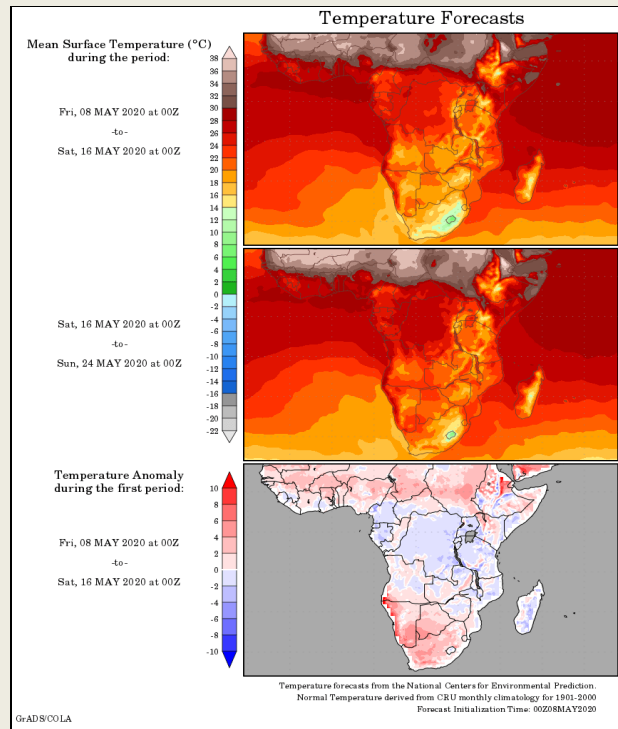 Temperature Forecasts
Mean Surface Temperature (°C)
during the period:
Fri, 08 MAY 2020 at 00Z
-to-
Sat, 16 MAY 2020 at 00Z
38
36
34
32
30
28
26
24
22
20
18
16
14
12
10
8
6
4
2
0
-2
-4
-6
-8
-10
-12
-14
-16
-17
-20
-22
Sat, 16 MAY 2020 at 00Z
-to-
Sun, 24 MAY 2020 at 00Z
Temperature Anomaly
during the first period:
Fri, 08 MAY 2020 at 00Z
-to-
Sat, 16 MAY 2020 at 00Z
10
8
6
4
2
0
-2
-4
-6
-8
-10
Temperature forecasts from the National Centers for Environmental Prediction.
Normal Temperature derived from CRU monthly climatology for 1901-2000
Forecast Initialization Time: 00Z08MAY2020
GrADS/COLA